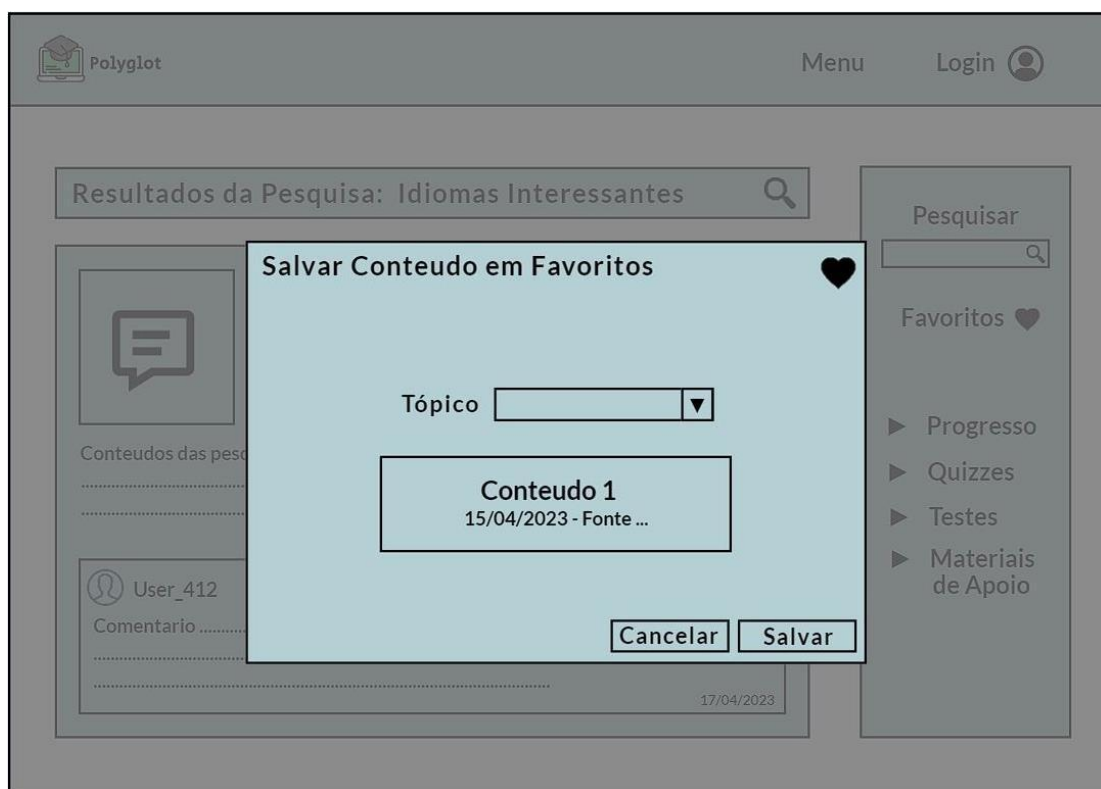 Polyglot
Menu
Login
Resultados da Pesquisa: Idiomas Interessantes
Salvar Conteudo em Favoritos
Tópico
Conteudo 1
15/04/2023 - Fonte ...
Cancelar
Salvar
Conteudos das pesq
User_412
Comentario ...........
17/04/2023
Pesquisar
Favoritos
Progresso
Quizzes
Testes
Materiais
de Apoio